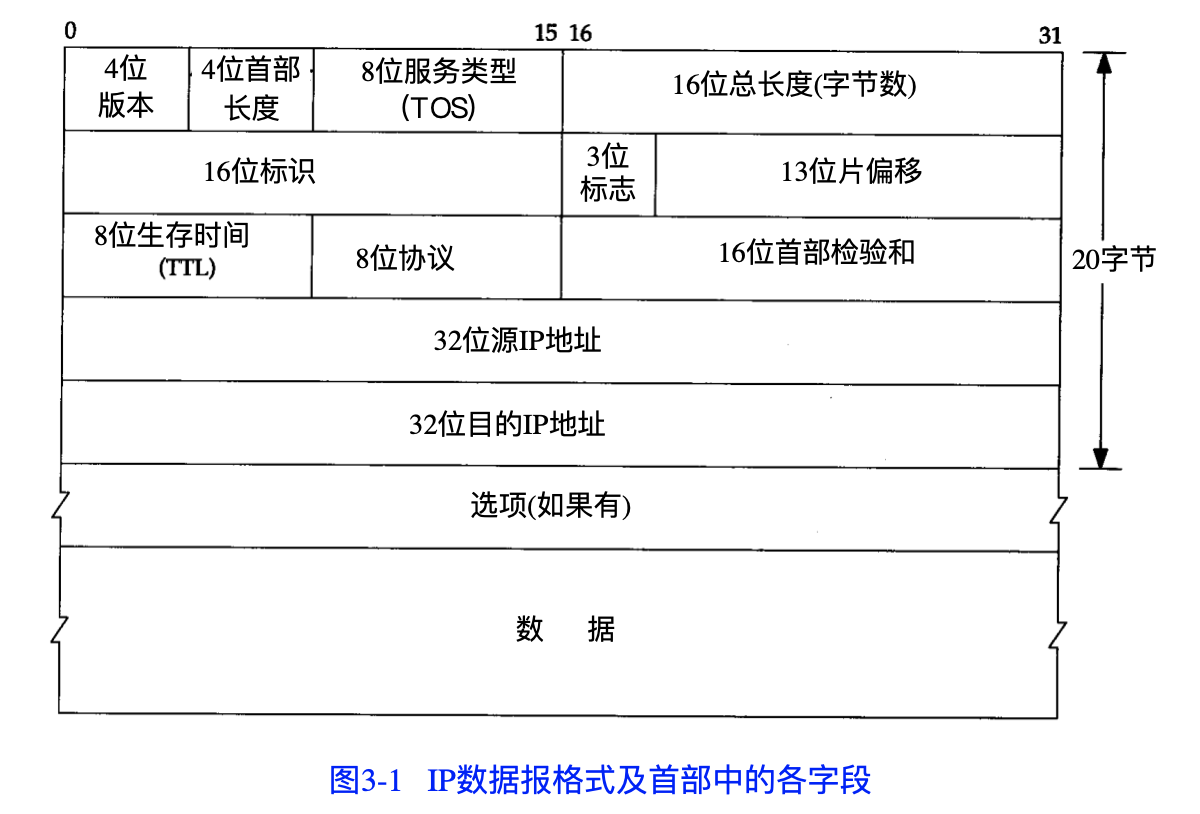 0 15 16 31
4位
版本
4位首部
长度
8位服务类型
(TOS)
16位总长度(字节数)
16位标识
3位
标志
13位片偏移
8位生存时间
(TTL)
8位协议
16位首部检验和
20字节
32位源IP地址
32位目的IP地址
选项(如果有)
数 据
图3-1 IP数据报格式及首部中的各字段